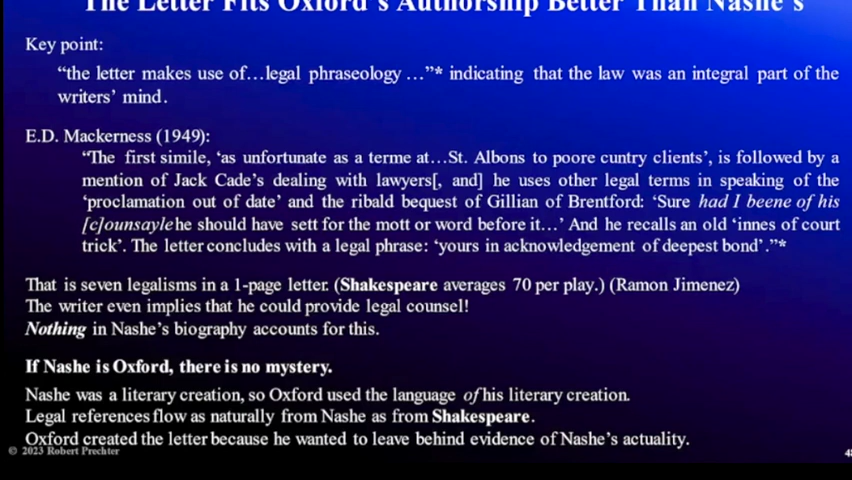 The Letter Fits Oxford's Authorship Better Than Nashe's
Key point:
“the letter makes use of…legal phraseology …”* indicating that the law was an integral part of the
writers’ mind.
E.D. Mackerness (1949):
“The first simile, ‘as unfortunate as a terme at…St. Albons to poore cuntry clients’, is followed by a
mention of Jack Cade’s dealing with lawyers[, and] he uses other legal terms in speaking of the
‘proclamation out of date’ and the ribald bequest of Gillian of Brentford: ‘Sure had I beene of his
[c]ounsayle he should have sett for the mott or word before it…’ And he recalls an old ‘innes of court
trick’. The letter concludes with a legal phrase: ‘yours in acknowledgement of deepest bond’.”*
That is seven legalisms in a 1-page letter. (Shakespeare averages 70 per play.) (Ramon Jimenez)
The writer even implies that he could provide legal counsel!
Nothing in Nashe’s biography accounts for this.
If Nashe is Oxford, there is no mystery.
Nashe was a literary creation, so Oxford used the language of his literary creation.
Legal references flow as naturally from Nashe as from Shakespeare.
Oxford created the letter because he wanted to leave behind evidence of Nashe’s actuality.
© 2023 Robert Prechter